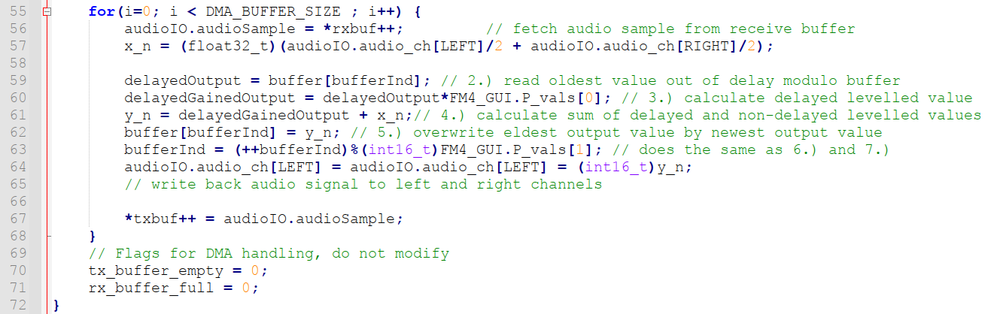 55 for(i=0; i < DMA_BUFFER_SIZE ; i++) {
56 audioIO.audioSample = *rxbuf++; // fetch audio sample from receive buffer
57 x_n = (float32_t)(audioIO.audio_ch[LEFT]/2 + audioIO.audio_ch[RIGHT]/2);
58
59 delayedOutput = buffer[bufferInd]; // 2.) read oldest value out of delay modulo buffer
60 delayedGainedOutput = delayedOutput*FM4_GUI.P_vals[0]; // 3.) calculate delayed levelled value
61 y_n = delayedGainedOutput + x_n;// 4.) calculate sum of delayed and non-delayed levelled values
62 buffer[bufferInd] = y_n; // 5.) overwrite eldest output value by newest output value
63 bufferInd = (++bufferInd)%(int16_t)FM4_GUI.P_vals[1]; // does the same as 6.) and 7.)
64 audioIO.audio_ch[LEFT] = audioIO.audio_ch[LEFT] = (int16_t)y_n;
65 // write back audio signal to left and right channels
66
67 *txbuf++ = audioIO.audioSample;
68 }
69 // Flags for DMA handling, do not modify
70 tx_buffer_empty = 0;
71 rx_buffer_full = 0;
72 }